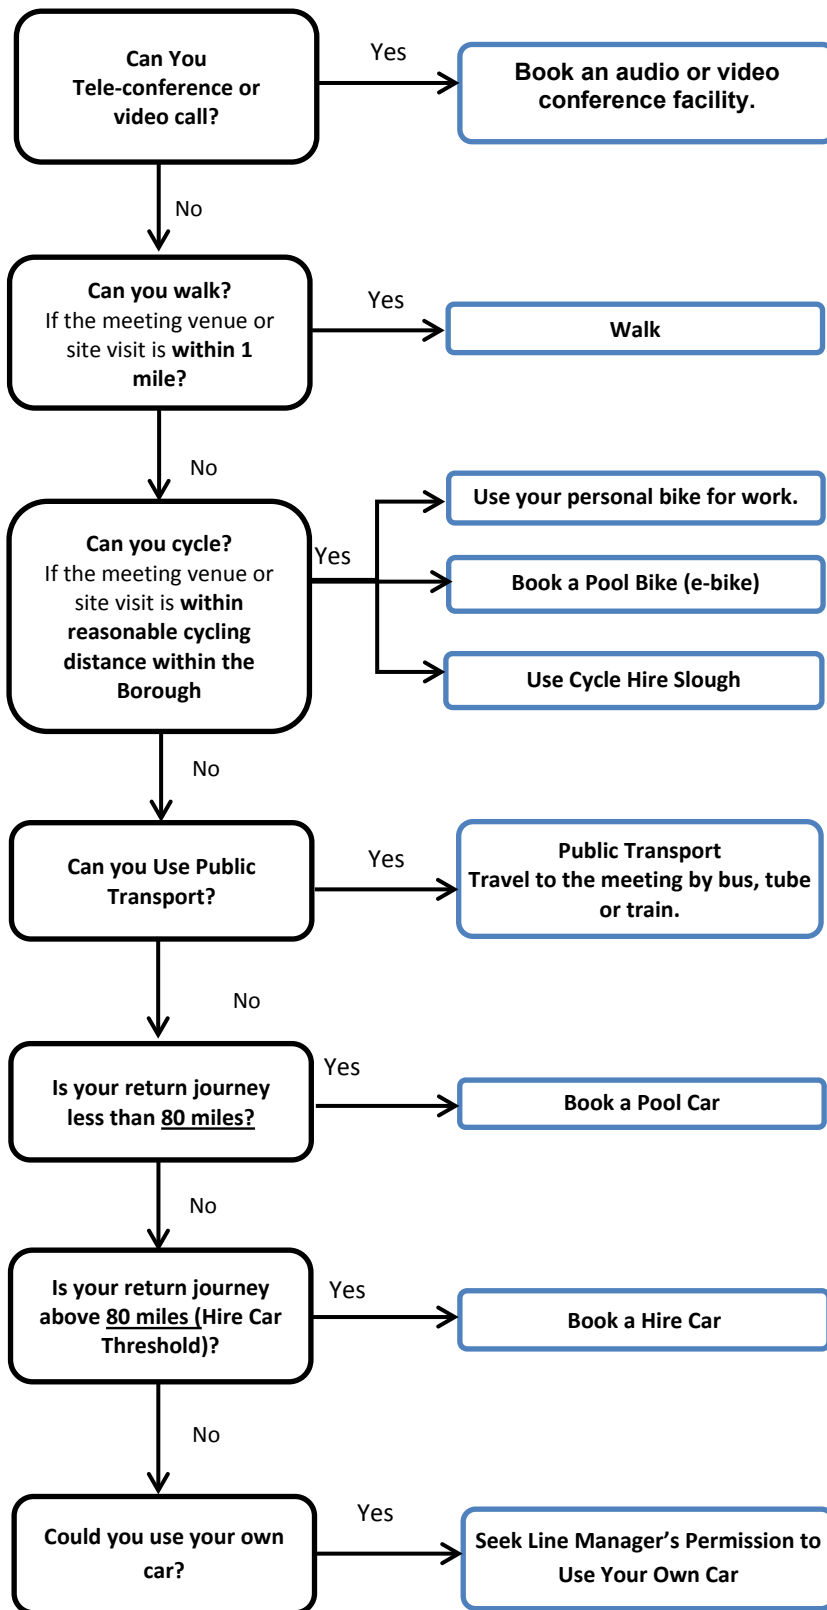 Can You
Tele-conference or
video call?
Yes
Book an audio or video
conference facility.
No
Can you walk?
If the meeting venue or
site visit is within 1
mile?
Yes
Walk
No
Can you cycle?
If the meeting venue or
site visit is within
reasonable cycling
distance within the
Borough
Yes
Use your personal bike for work.
Book a Pool Bike (e-bike)
Use Cycle Hire Slough
No
Can you Use Public
Transport?
Yes
Public Transport
Travel to the meeting by bus, tube
or train.
No
Is your return journey
less than 80 miles?
Yes
Book a Pool Car
No
Is your return journey
above 80 miles (Hire Car
Threshold)?
Yes
Book a Hire Car
No
Could you use your own
car?
Yes
Seek Line Manager’s Permission to
Use Your Own Car